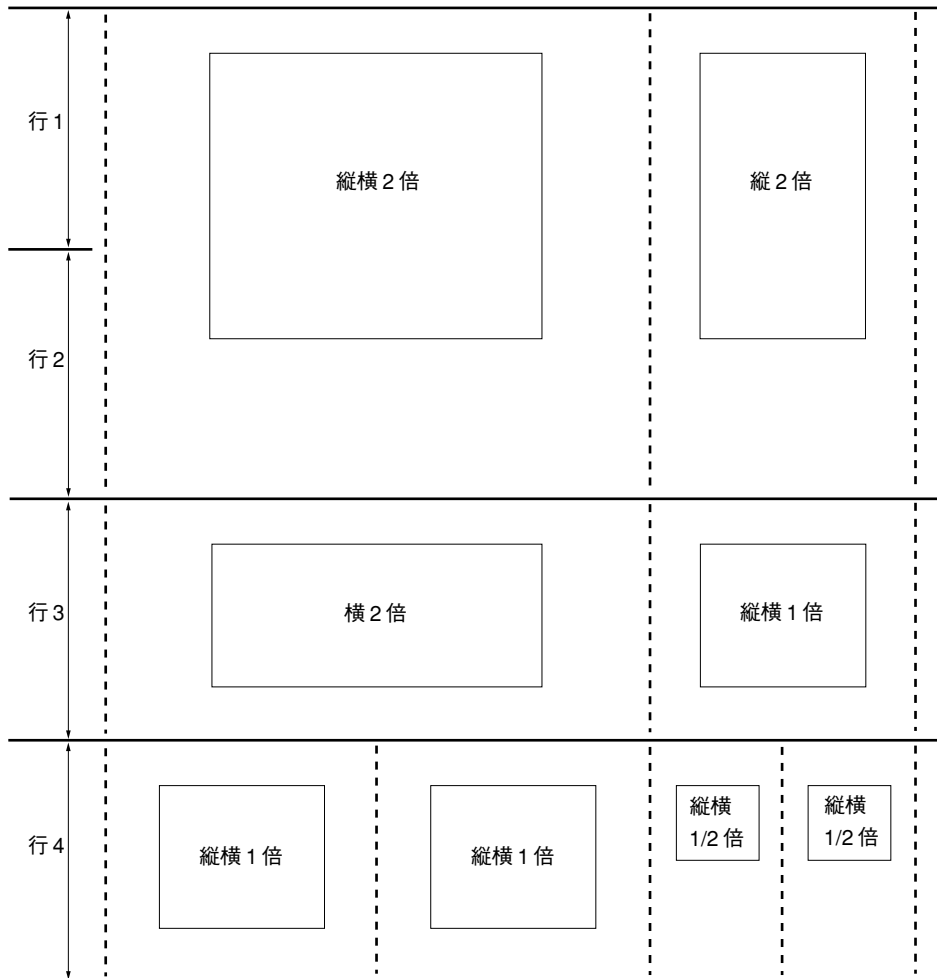 行 1
縦横 2 倍
縦 2 倍
行 2
行 3
横 2 倍
縦横 1 倍
行 4
縦横 1 倍
縦横 1 倍
縦横
1/2 倍
縦横
1/2 倍